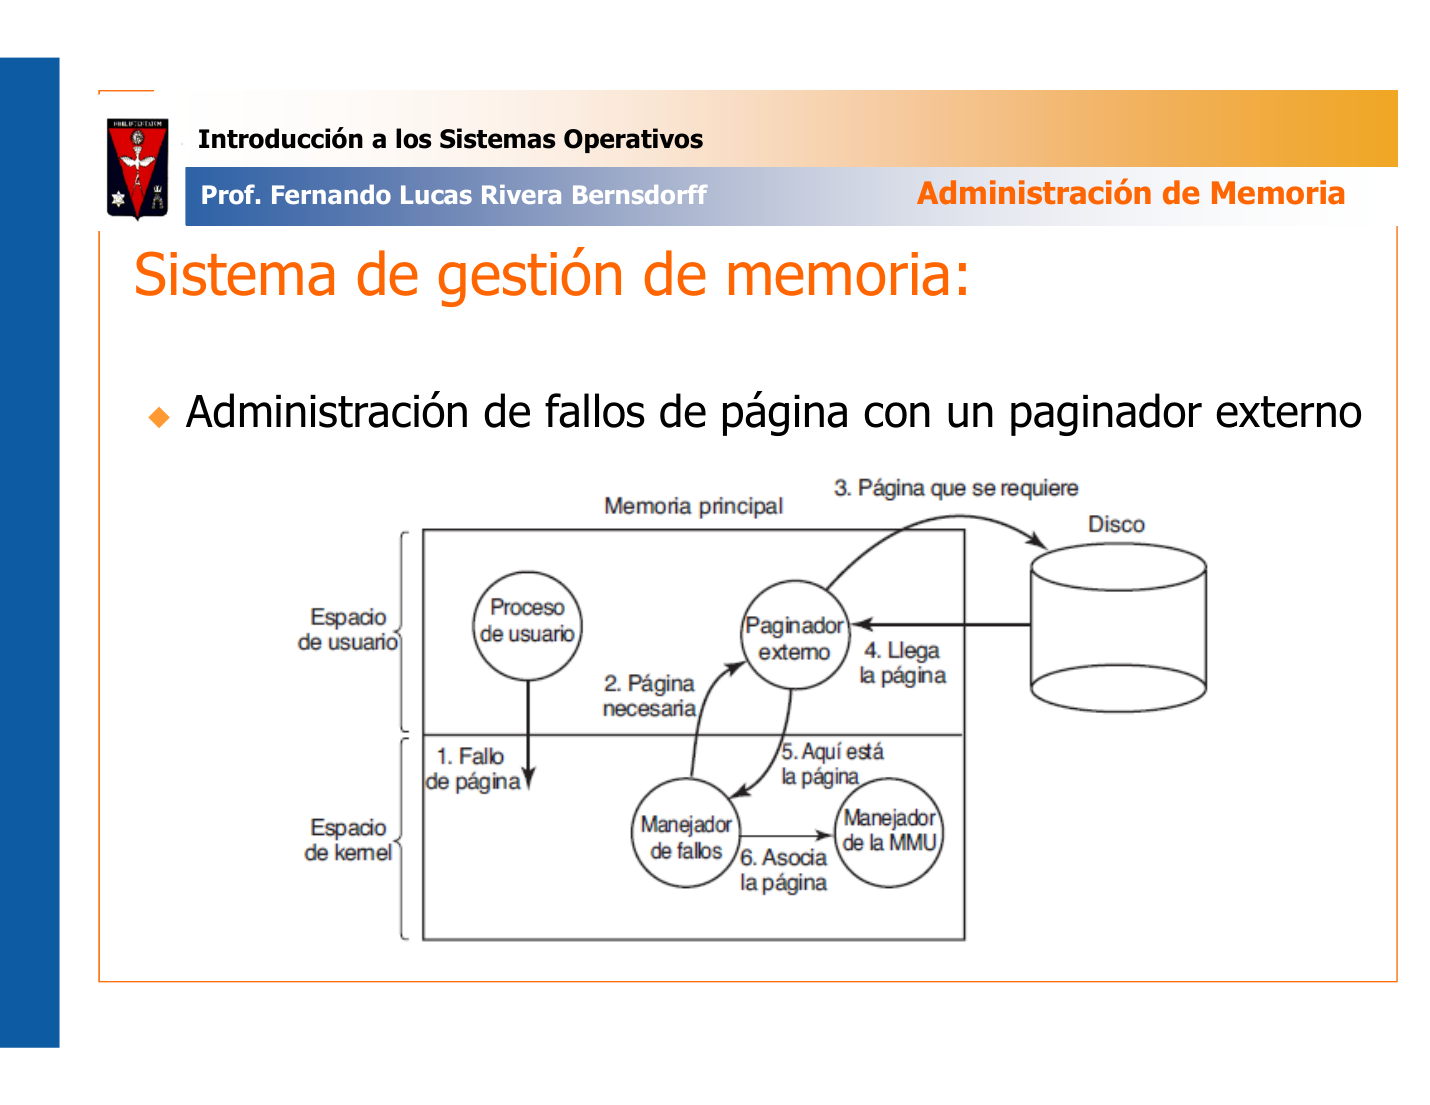 Introducción a los Sistemas Operativos
Prof. Fernando Lucas Rivera Bernsdorff
Administración de Memoria
Sistema de gestión de memoria:
Administración de fallos de página con un paginador externo
3. Página que se requiere
Memoria principal
Disco
Espacio
de usuario
Proceso
de usuario
Paginador
externo
4. Llega
la página
2. Página
necesaria
1. Fallo
de página
5. Aquí está
la página
Espacio
de kernel
Manejador
de fallos
Manejador
de la MMU
6. Asocia
la página